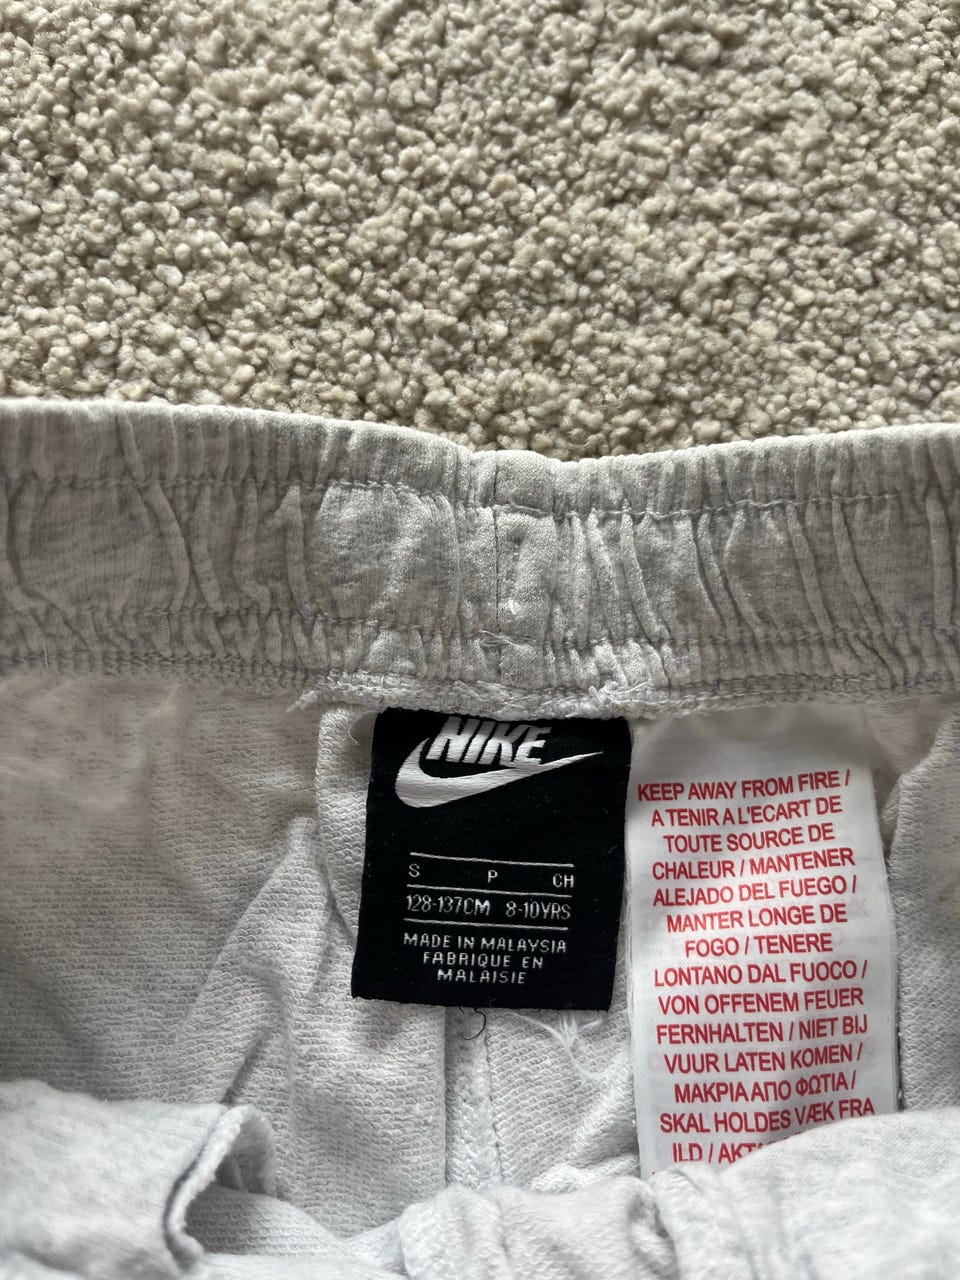 NIKE
S P CH
128-137CM 8-10YRS
MADE IN MALAYSIA
FABRIQUE EN
MALAISIE
KEEP AWAY FROM FIRE /
A TENIR A L'ECART DE
TOUTE SOURCE DE
CHALEUR / MANTENER
ALEJADO DEL FUEGO /
MANTER LONGE DE
FOGO / TENERE
LONTANO DAL FUOCO /
VON OFFENEM FEUER
FERNHALTEN / NIET BIJ
VUUR LATEN KOMEN /
ΜΑΚΡΙΑ ΑΠΟ ΦΩΤΙΑ /
SKAL HOLDES VÆK FRA
ILD /